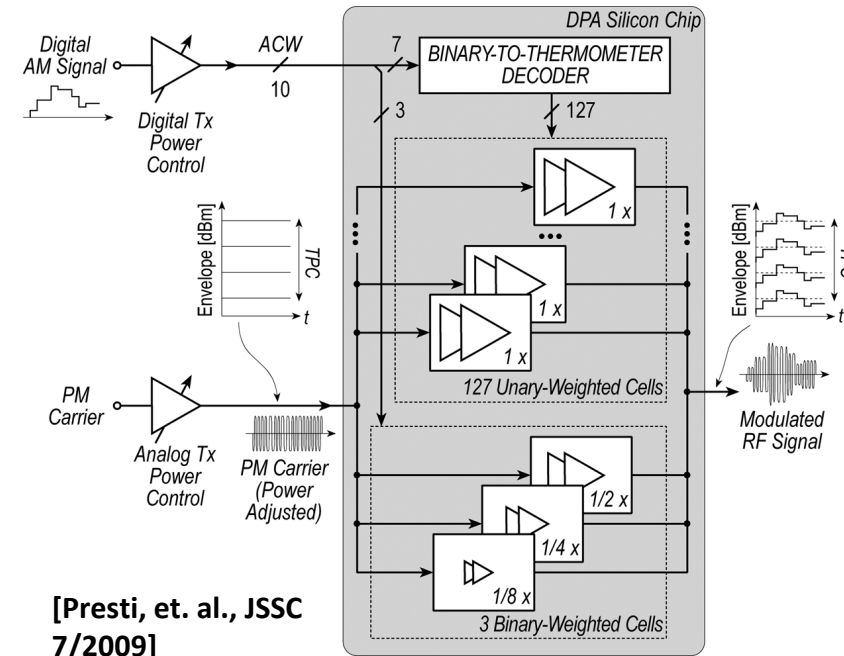 DPA Silicon Chip
Digital
AM Signal
ACW
10
7
3
BINARY-TO-THERMOMETER
DECODER
127
Digital Tx
Power
Control
1 x
1 x
1 x
127 Unary-Weighted Cells
Envelope [dBm]
TPC
t
Envelope [dBm]
t
PM
Carrier
Analog Tx
Power
Control
PM Carrier
(Power
Adjusted)
Modulated
RF Signal
1/2 x
1/4 x
1/8 x
3 Binary-Weighted Cells
[Presti, et. al., JSSC
7/2009]